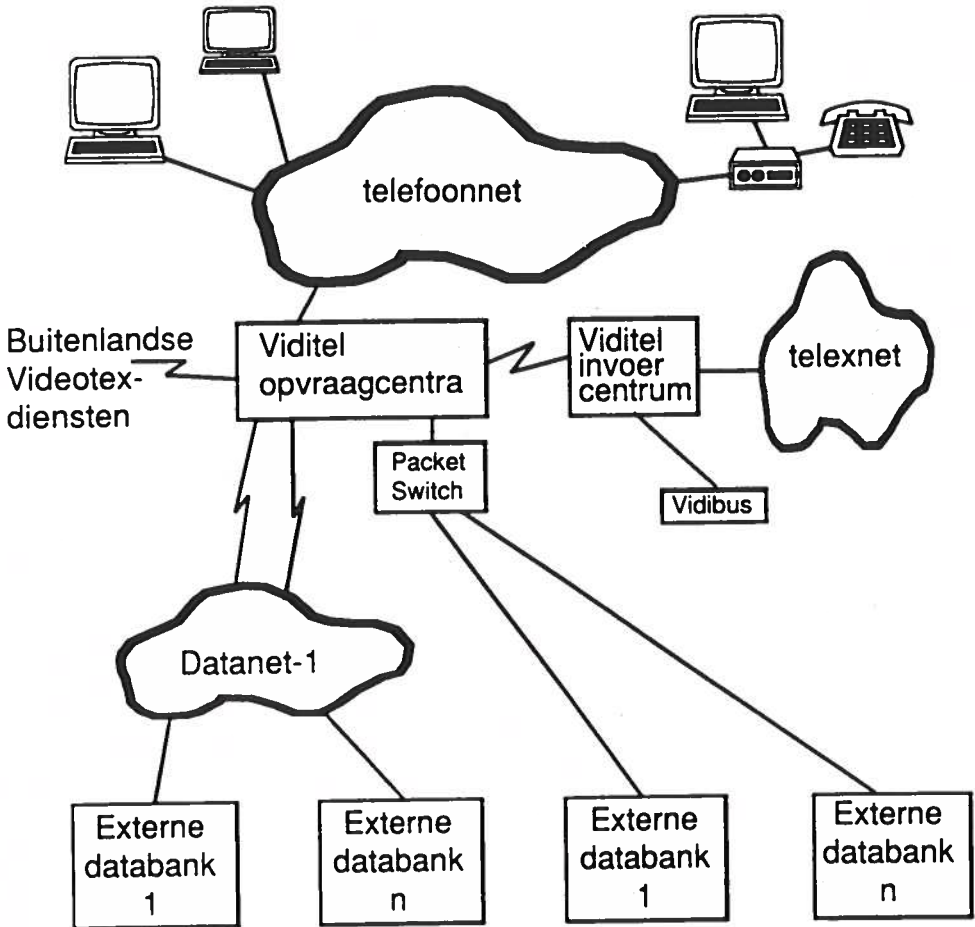 telefoonnet
Buitenlandse
Videotex-
diensten
Viditel
opvraagcentra
Viditel
invoer
centrum
telexnet
Packet
Switch
Vidibus
Datanet-1
Externe
databank
1
Externe
databank
n
Externe
databank
1
Externe
databank
n